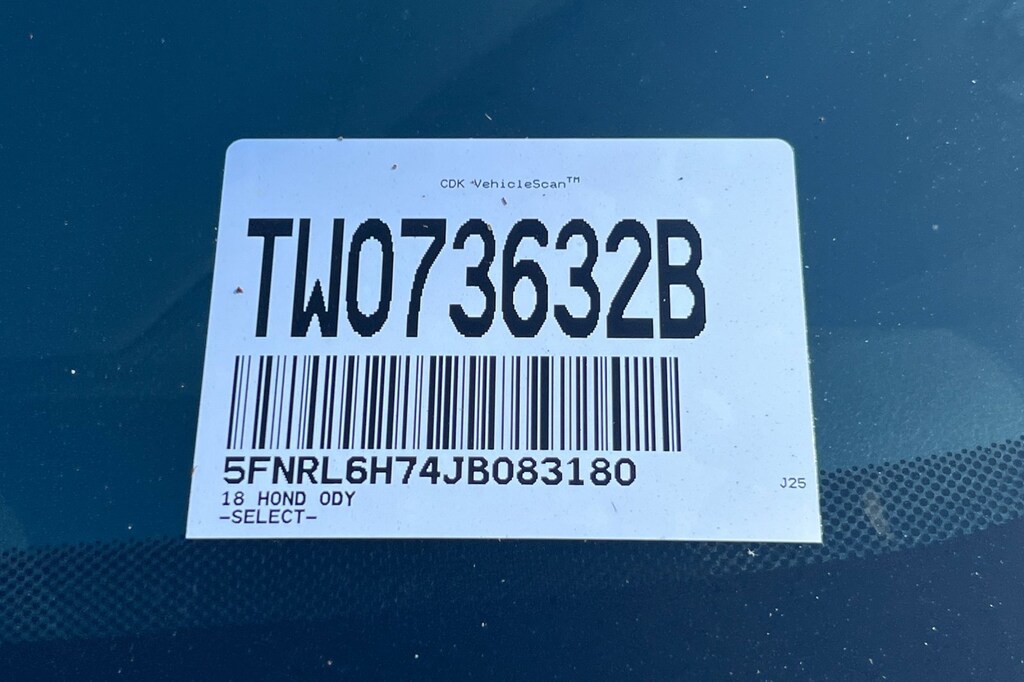 CDK VehicleScan™
TW073632B
5FNRL6H74JB083180
18 HOND ODY
-SELECT-
J25